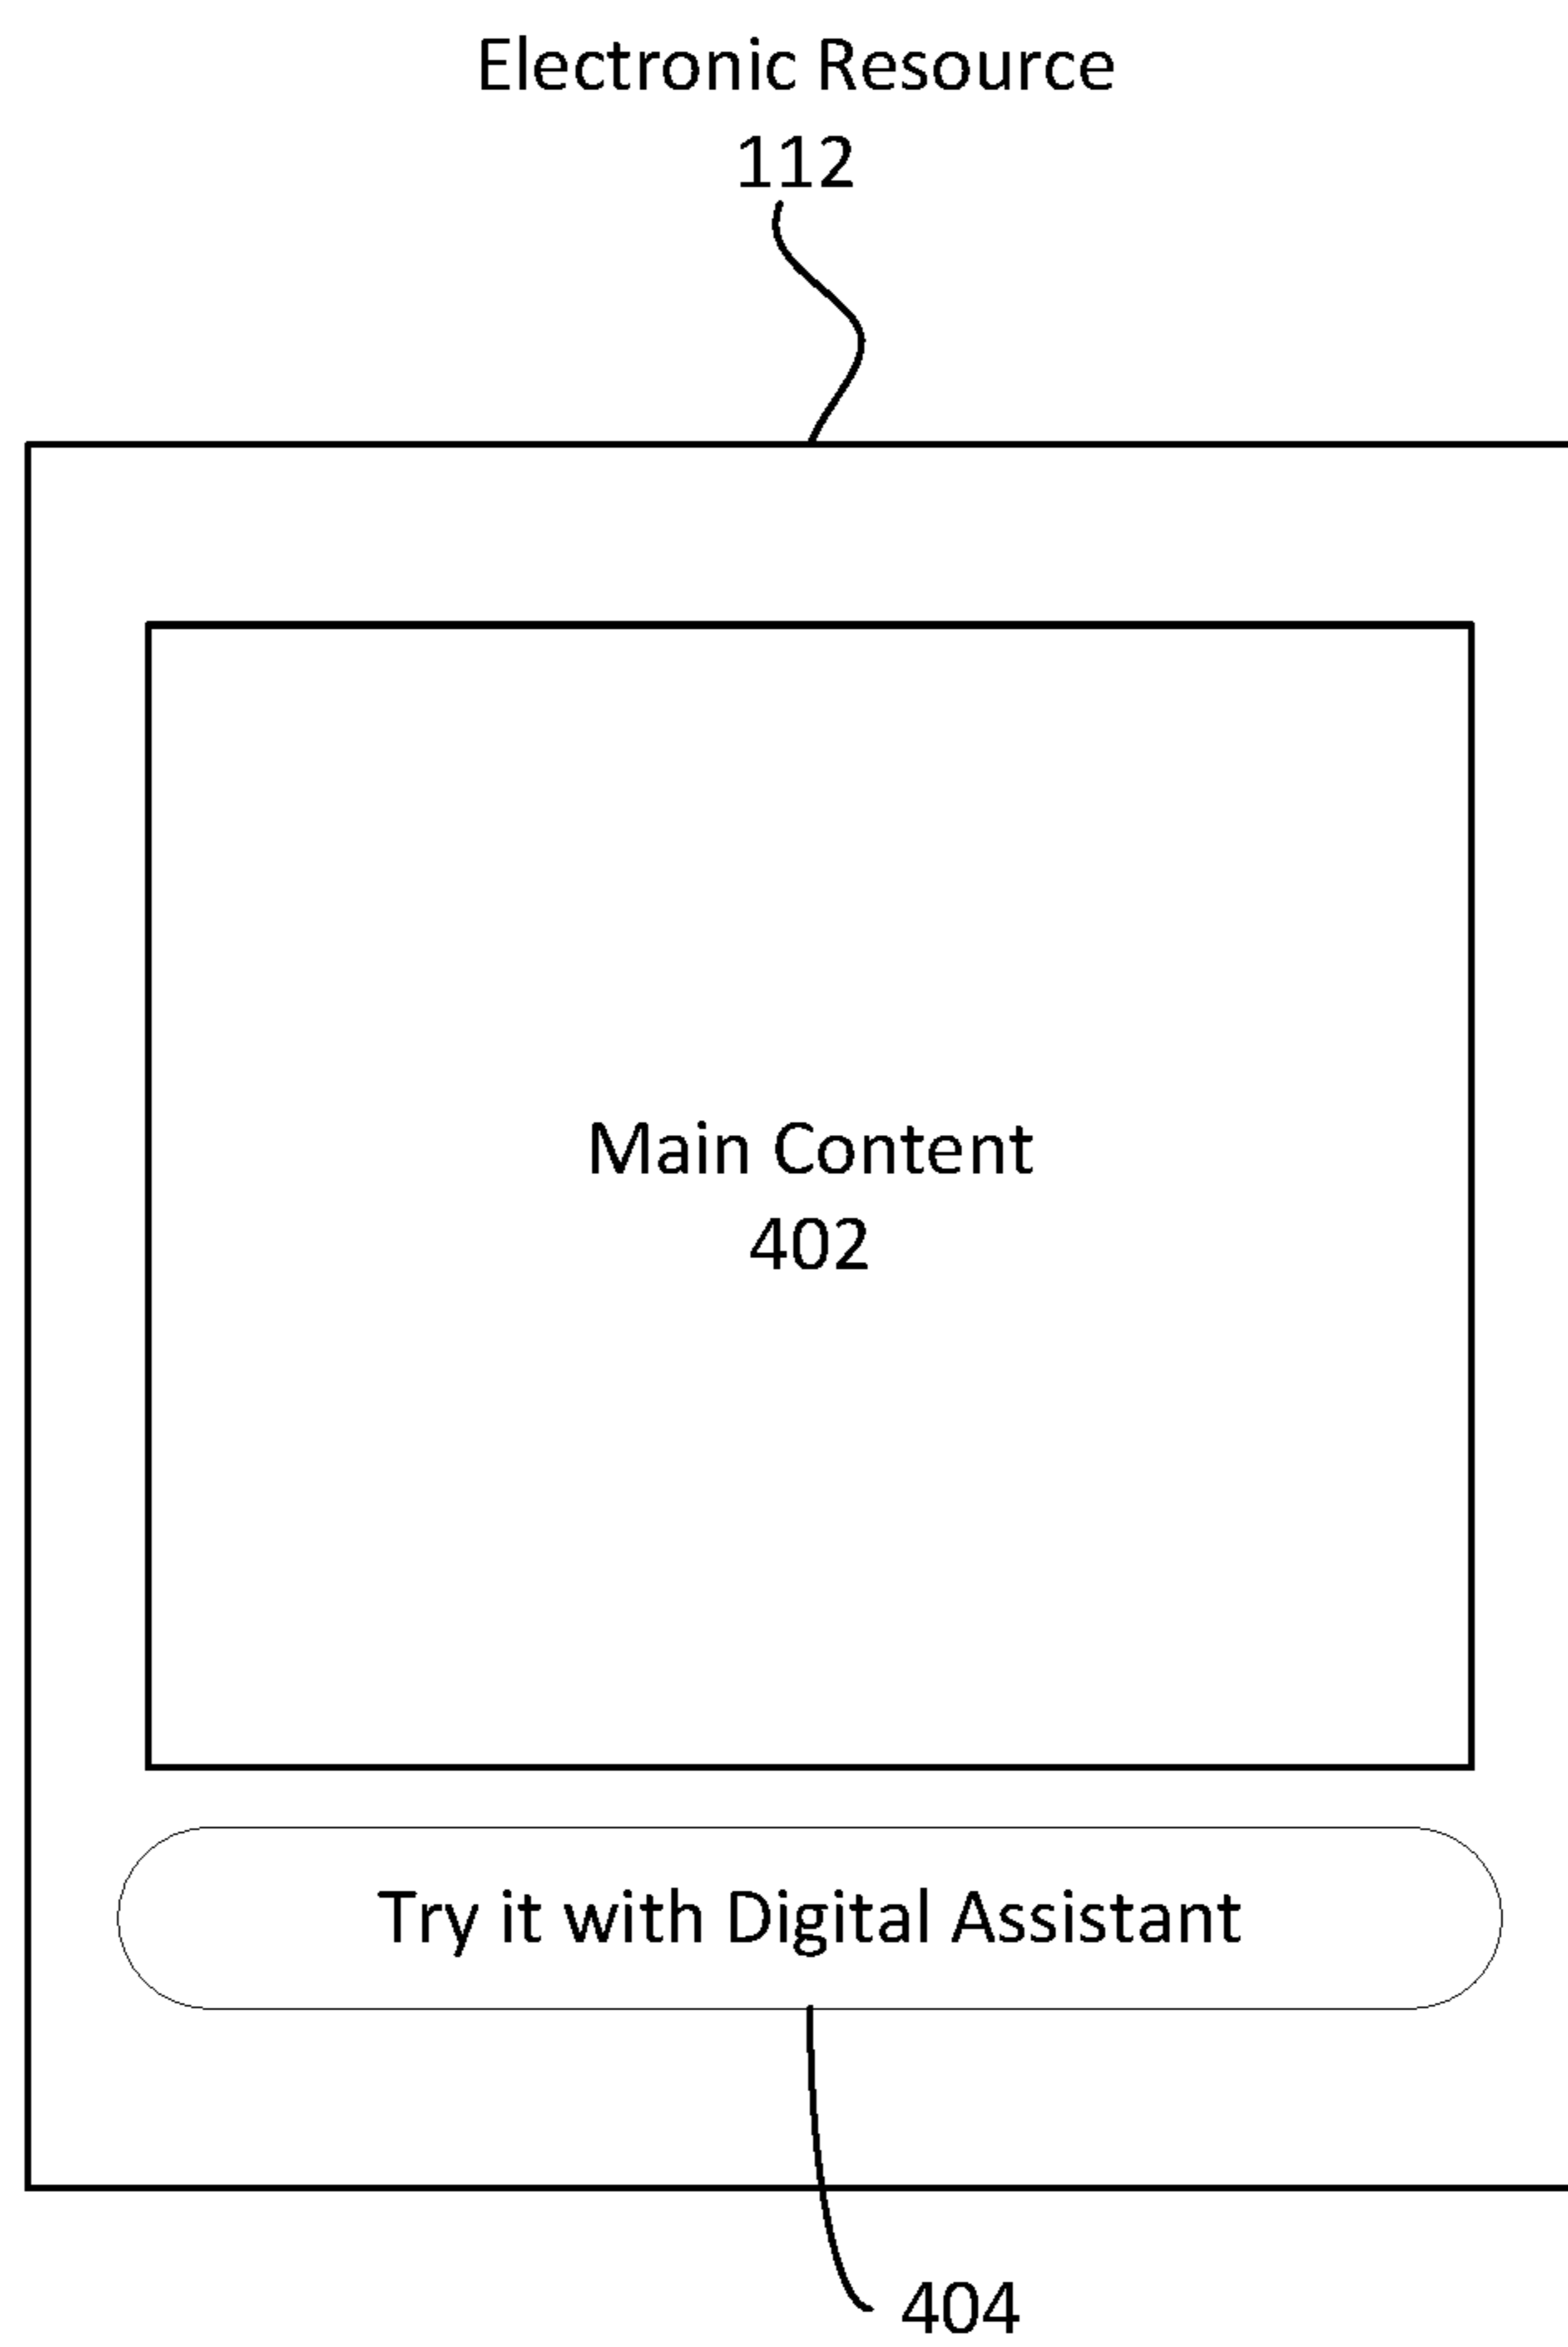 Electronic Resource
112
Main Content
402
Try it with Digital Assistant
404